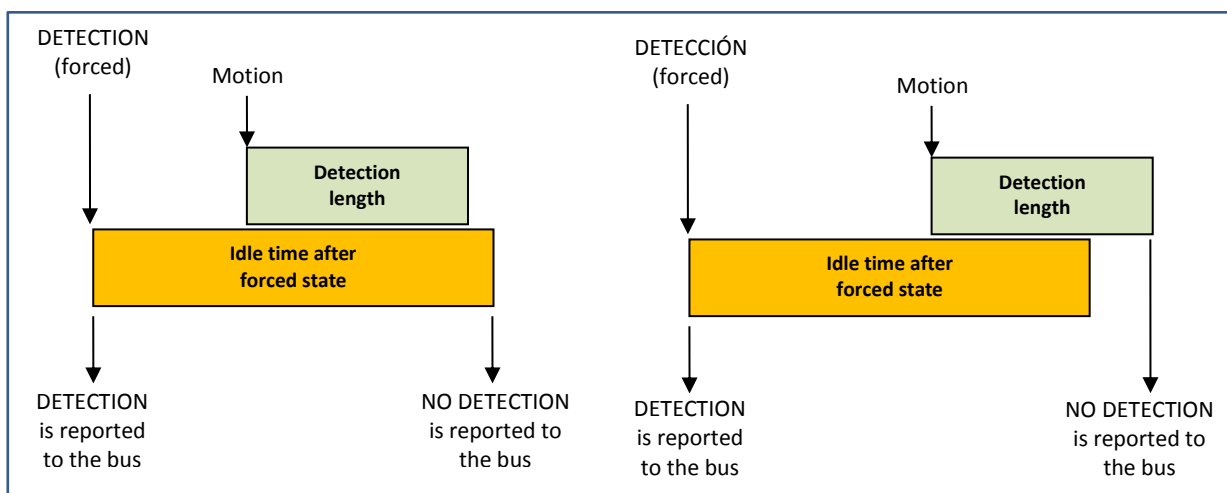 DETECTION
(forced)
Motion
Detection
length
Idle time after
forced state
DETECTION
is reported
to the bus
NO DETECTION
is reported to
the bus
DETECCIÓN
(forced)
Motion
Detection
length
Idle time after
forced state
DETECTION
is reported
to the bus
NO DETECTION
is reported to
the bus